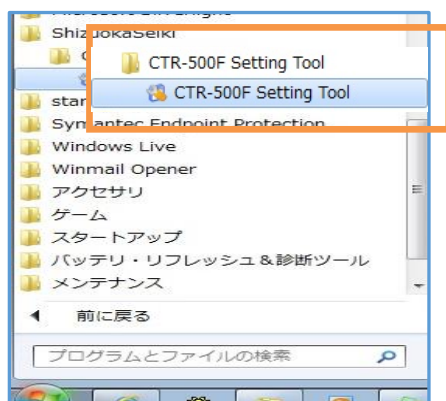 ShizuokaSeiki
CTR-500F Setting Tool
CTR-500F Setting Tool
star
Symantec Endpoint Protection
Windows Live
Winmail Opener
アクセサリ
ゲーム
スタートアップ
バッテリ・リフレッシュ&診断ツール
メンテナンス
前に戻る
プログラムとファイルの検索